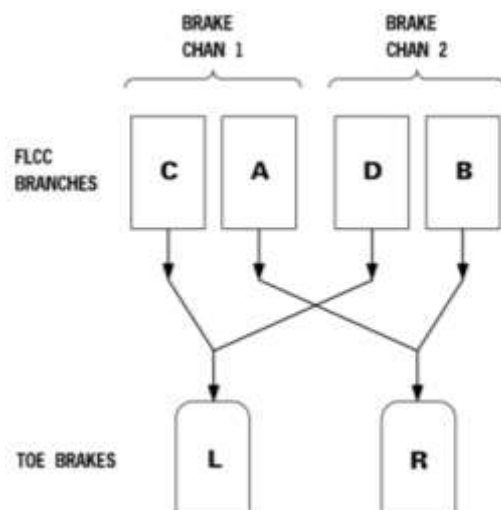 BRAKE
CHAN 1
BRAKE
CHAN 2
FLCC
BRANCHES
C
A
D
B
TOE BRAKES
L
R